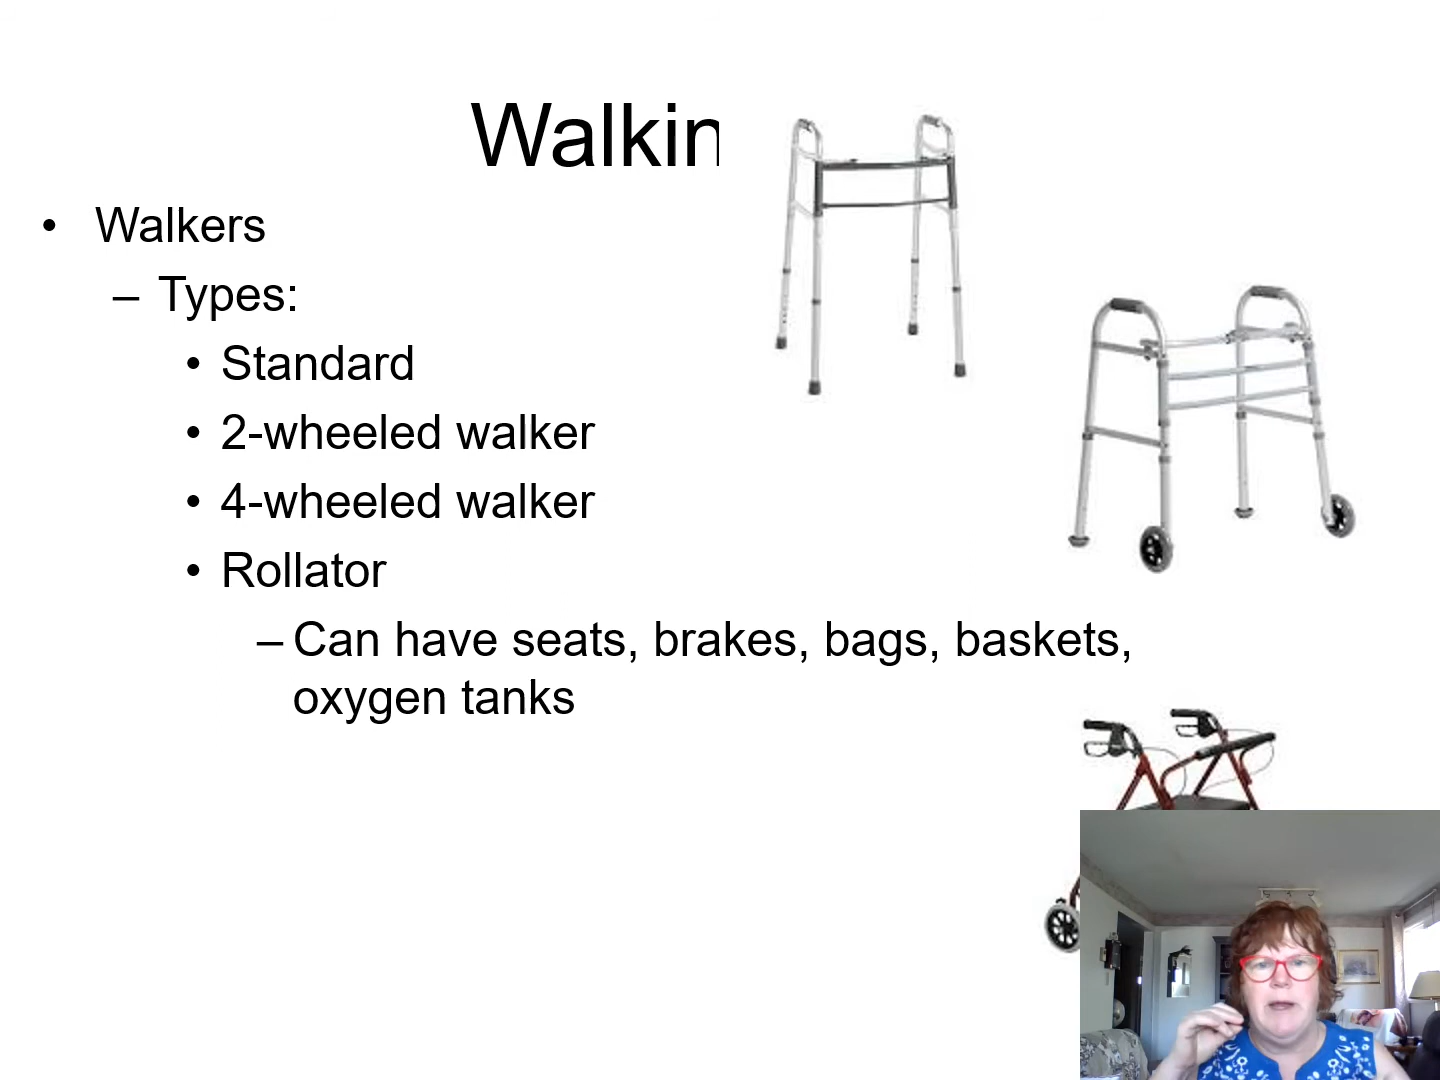 Walkin
• Walkers
– Types:
• Standard
• 2-wheeled walker
• 4-wheeled walker
• Rollator
– Can have seats, brakes, bags, baskets,
oxygen tanks